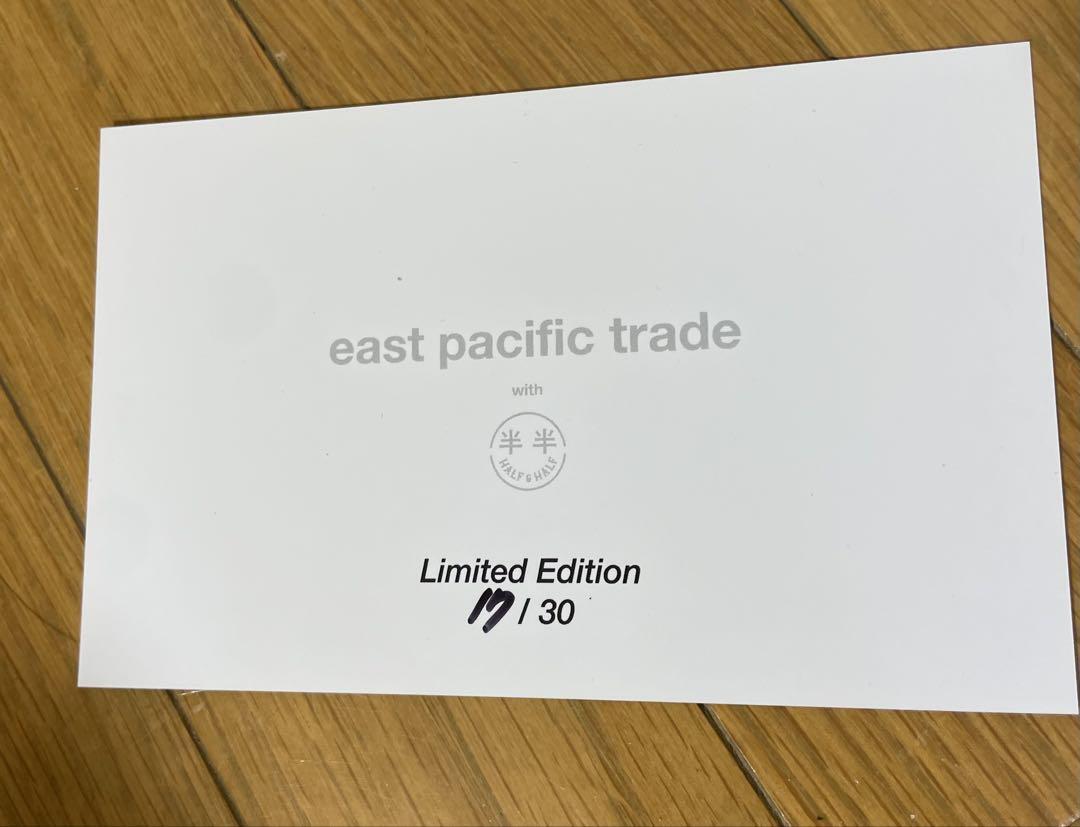 east pacific trade
with
半 半
HALF & HALF
Limited Edition
17 / 30